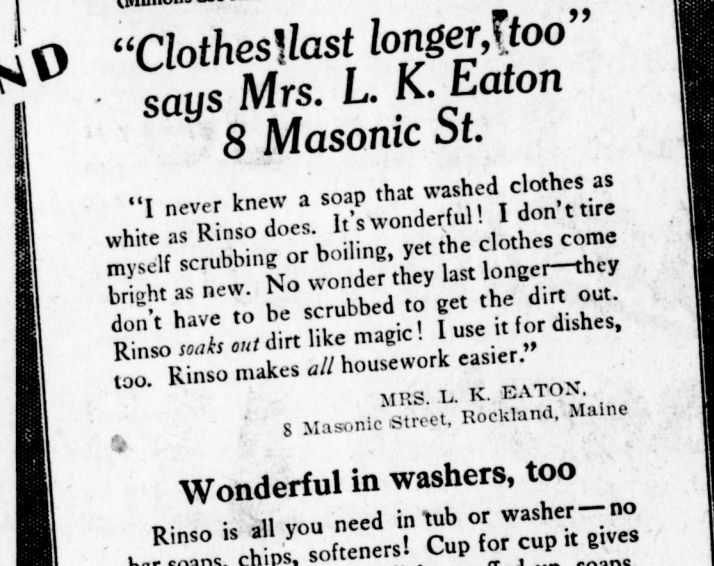 ND
"Clothes last longer, too"
says Mrs. L. K. Eaton
8 Masonic St.
"I never knew a soap that washed clothes as
white as Rinso does. It's wonderful! I don't tire
myself scrubbing or boiling, yet the clothes come
bright as new. No wonder they last longer—they
don't have to be scrubbed to get the dirt out.
Rinso soaks out dirt like magic! I use it for dishes,
too. Rinso makes all housework easier."
MRS. L. K. EATON,
8 Masonic Street, Rockland, Maine
Wonderful in washers, too
Rinso is all you need in tub or washer—no
bar soaps, chips, softeners! Cup for cup it gives
soaps,